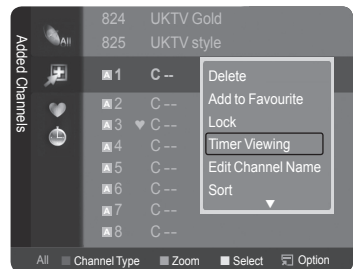 Added Channels
All
824 UKTV Gold
825 UKTV style
A 1 C --
A 2 C --
A 3 ♥ C --
A 4 C --
A 5 C --
A 6 C --
A 7 C --
A 8 C --
Delete
Add to Favourite
Lock
Timer Viewing
Edit Channel Name
Sort
▼
All Channel Type Zoom Select Option